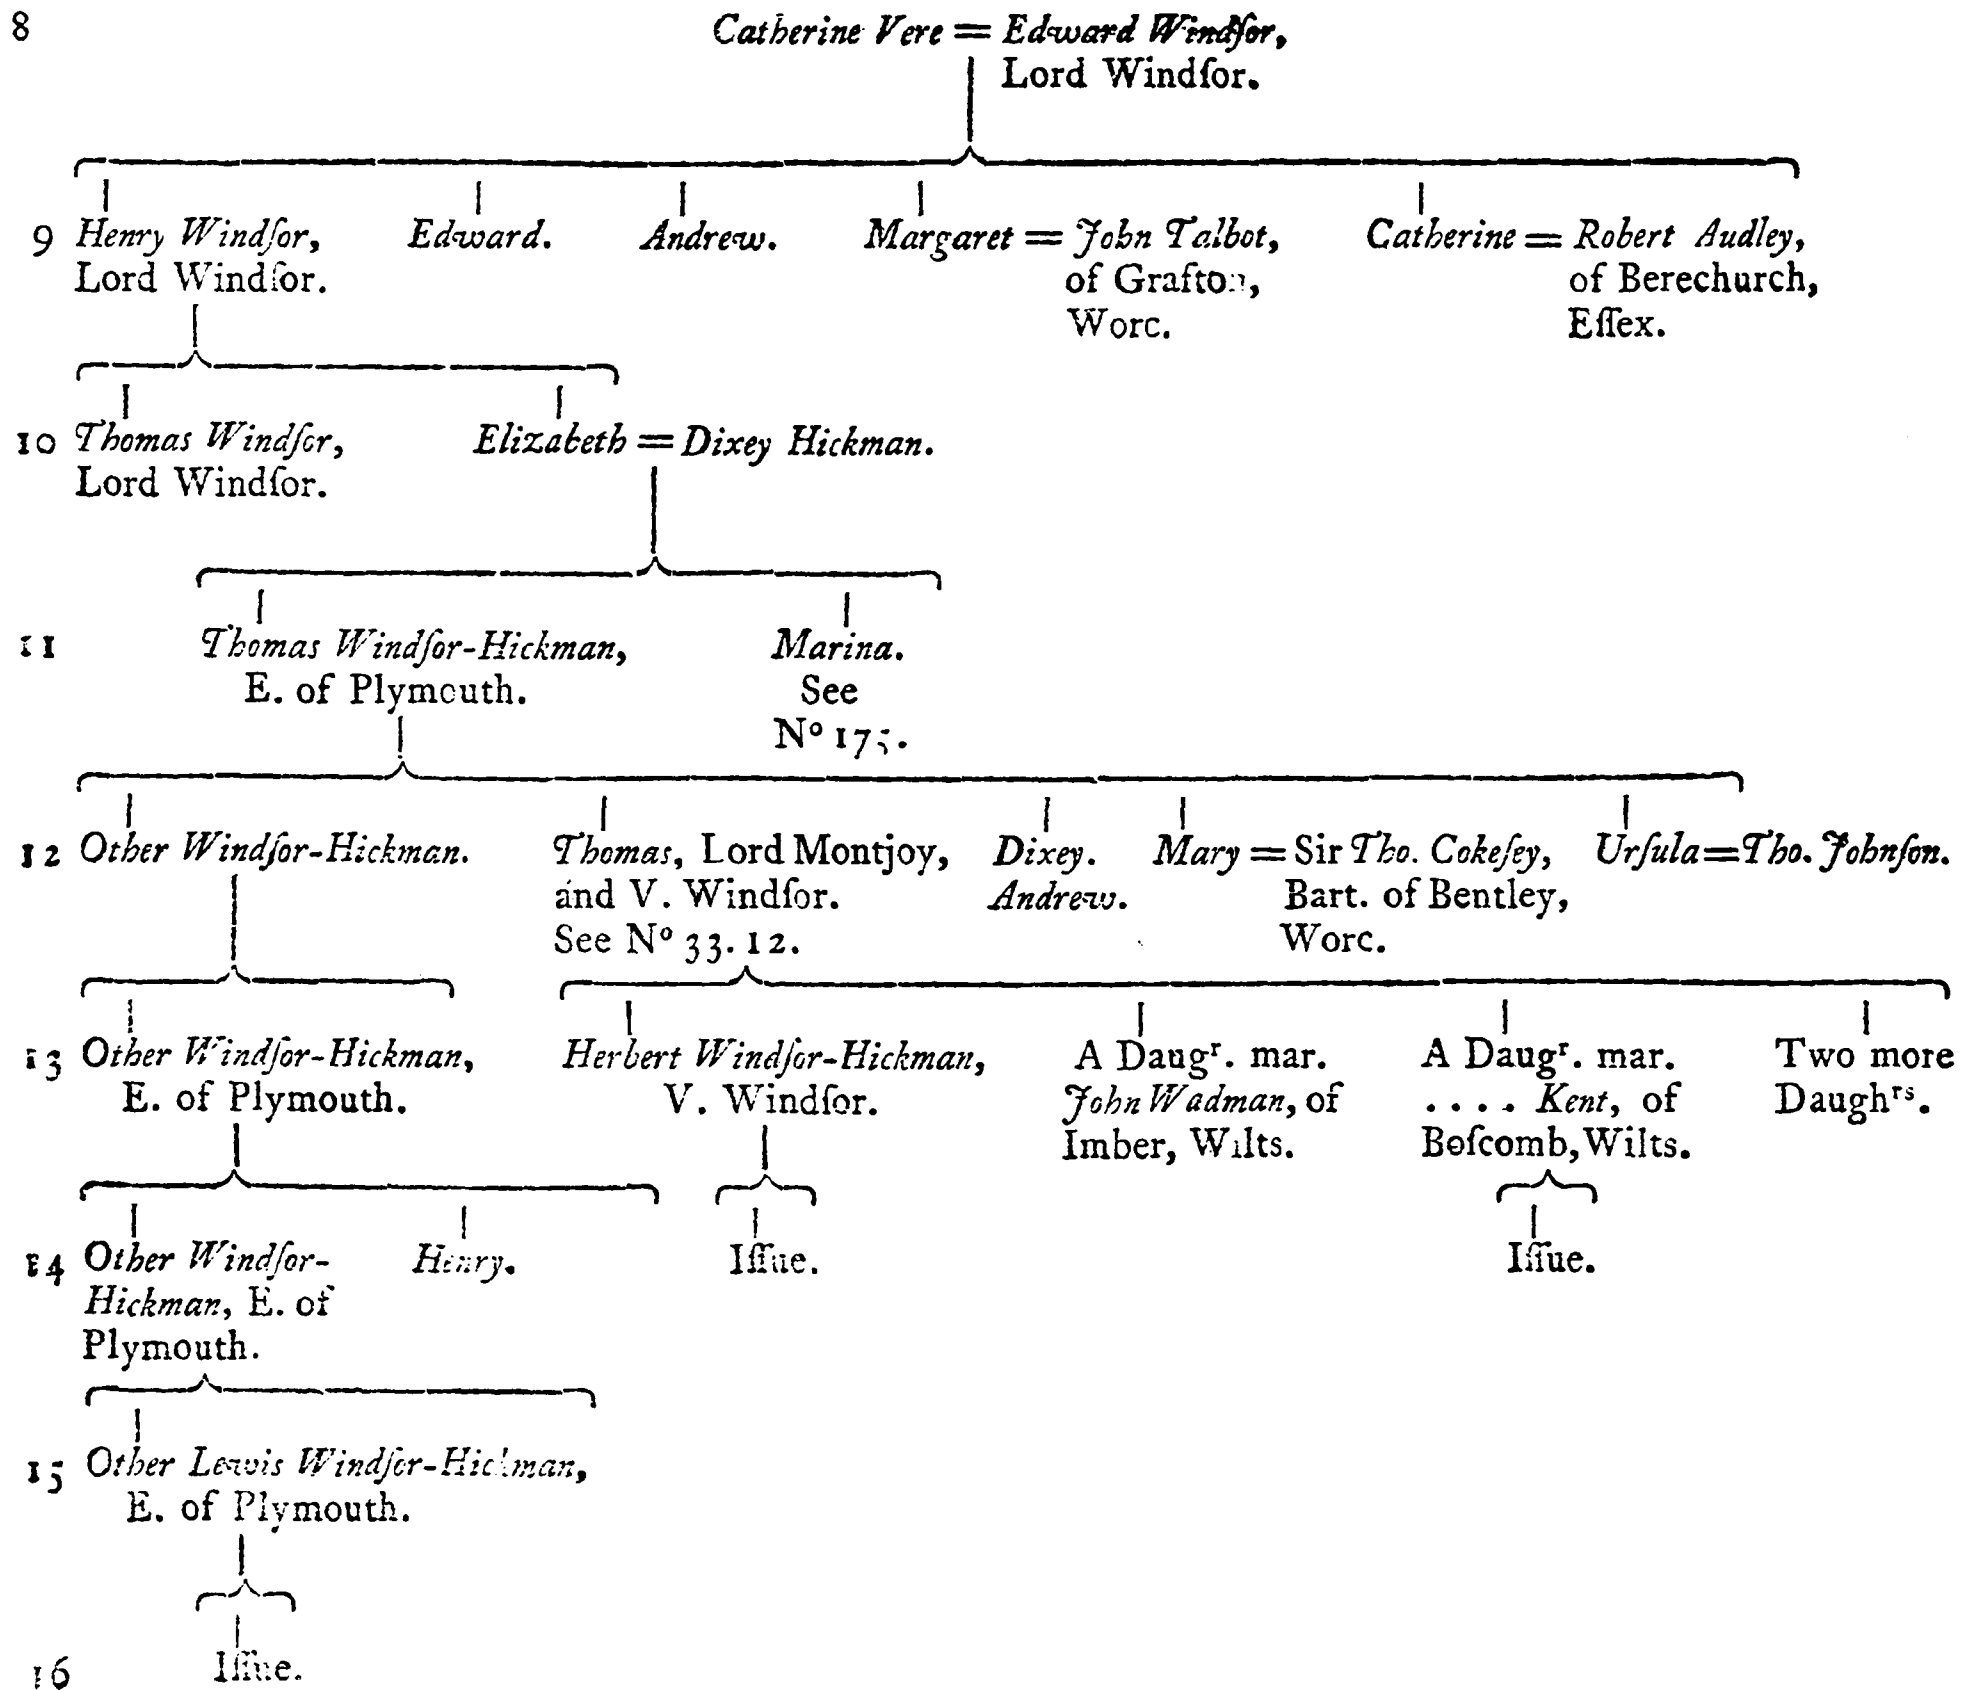 8 Catherine Vere = Edward Windſor,
Lord Windſor.
9 Henry Windſor, Edward. Andrew. Margaret = John Talbot, Catherine = Robert Audley,
Lord Windſor. of Grafton, of Berechurch,
Worc. Eſſex.
10 Thomas Windſor, Elizabeth = Dixey Hickman.
Lord Windſor.
11 Thomas Windſor-Hickman, Marina.
E. of Plymouth. See
Nº 175.
12 Other Windſor-Hickman. Thomas, Lord Montjoy, Dixey. Mary = Sir Tho. Cokeſey, Urſula = Tho. Johnſon.
and V. Windſor. Andrew. Bart. of Bentley,
See Nº 33. 12. Worc.
13 Other Windſor-Hickman, Herbert Windſor-Hickman, A Daugʳ. mar. A Daugʳ. mar. Two more
E. of Plymouth. V. Windſor. John Wadman, of .... Kent, of Daughʳˢ.
Imber, Wilts. Boſcomb, Wilts.
14 Other Windſor- Henry. Iſſue. Iſſue.
Hickman, E. of
Plymouth.
15 Other Lewis Windſor-Hickman,
E. of Plymouth.
16 Iſſue.